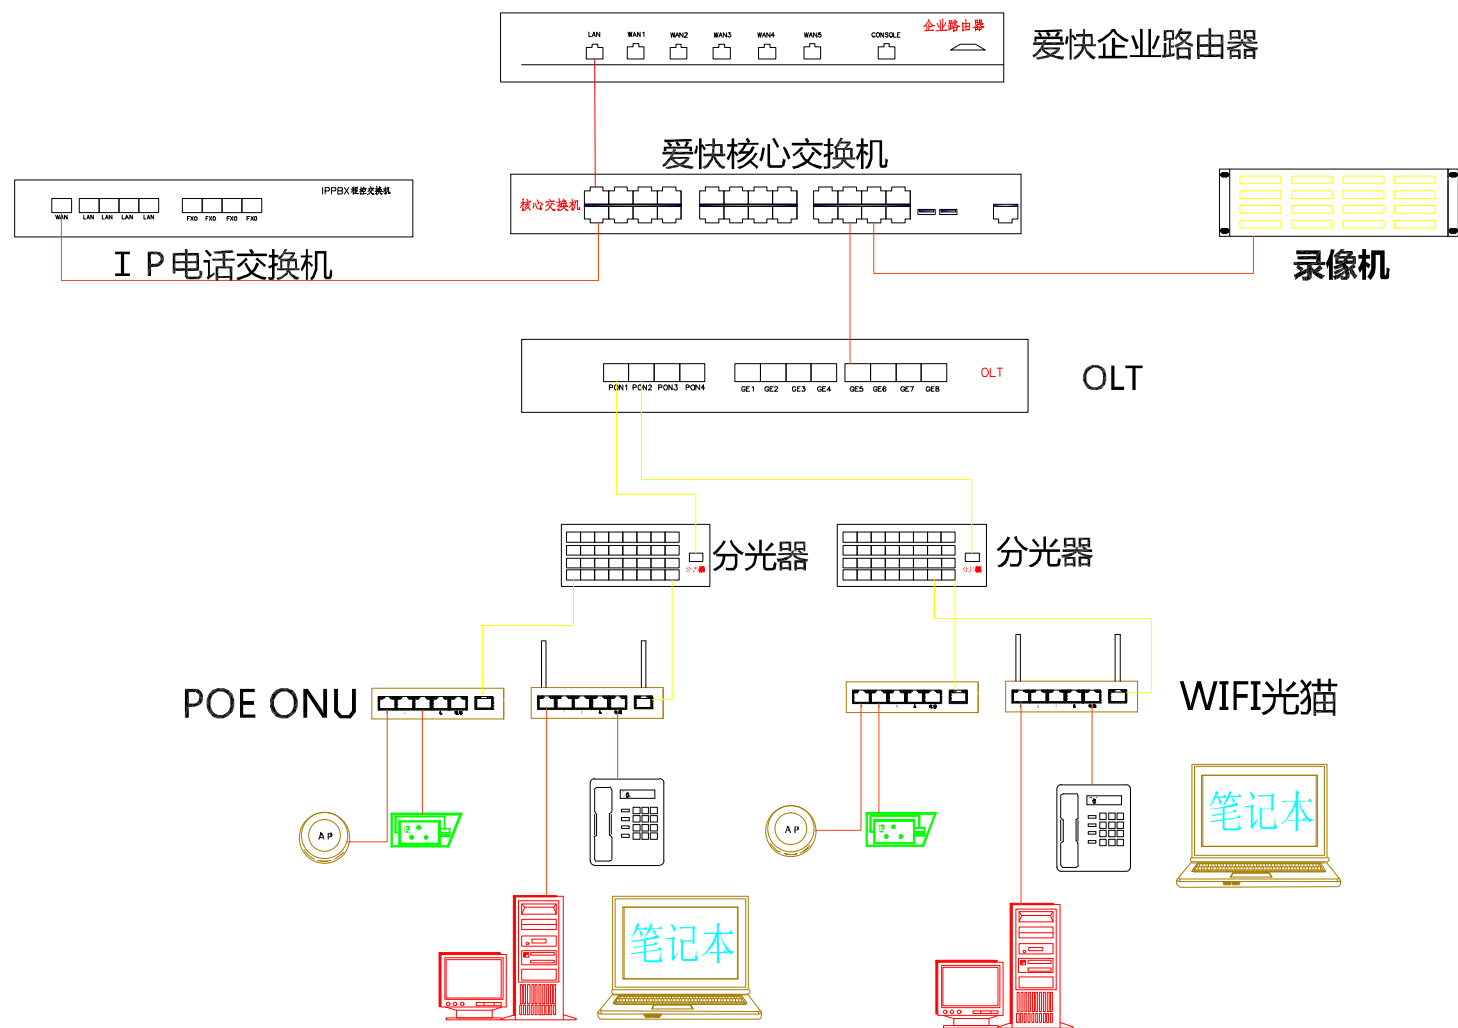 企业路由器
LAN WAN1 WAN2 WAN3 WAN4 WAN5 CONSOLE
爱快企业路由器
爱快核心交换机
IPPBX程控交换机
WAN LAN LAN LAN LAN FXO FXO FXO FXO
IP电话交换机
核心交换机
录像机
PON1 PON2 PON3 PON4 GE1 GE2 GE3 GE4 GE5 GE6 GE7 GE8
OLT
OLT
分光器
分光器
POE ONU
WIFI光猫
AP
AP
笔记本
笔记本